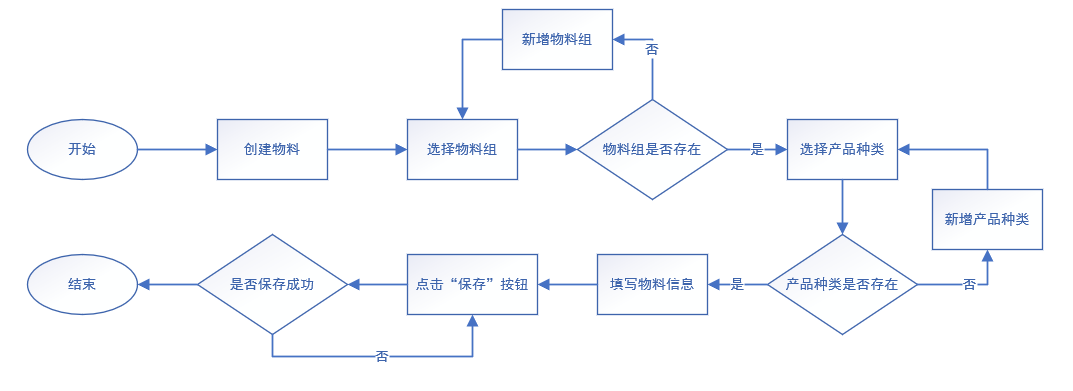 新增物料组
否
开始
创建物料
选择物料组
物料组是否存在
是
选择产品种类
新增产品种类
结束
是否保存成功
点击“保存”按钮
填写物料信息
是
产品种类是否存在
否
否